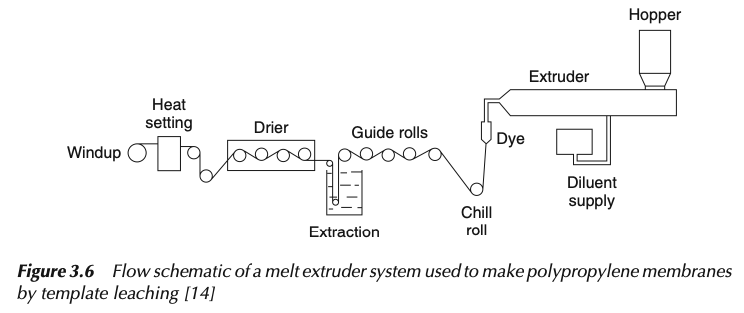 Hopper
Extruder
Heat
setting
Drier
Guide rolls
Windup
Dye
Diluent
supply
Chill
roll
Extraction
Figure 3.6 Flow schematic of a melt extruder system used to make polypropylene membranes
by template leaching [14]